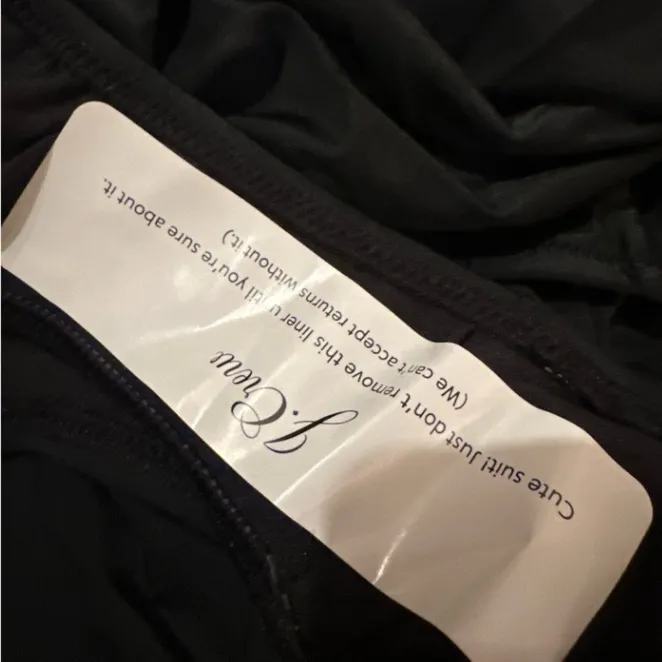 J.Crew
Cute suit! Just don't remove this liner until you're sure about it.
(We can't accept returns without it.)